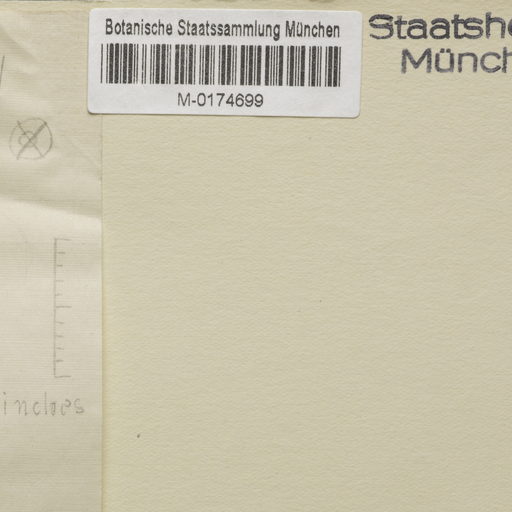 Botanische Staatssammlung München
M-0174699
Staatshe
Münch
inches